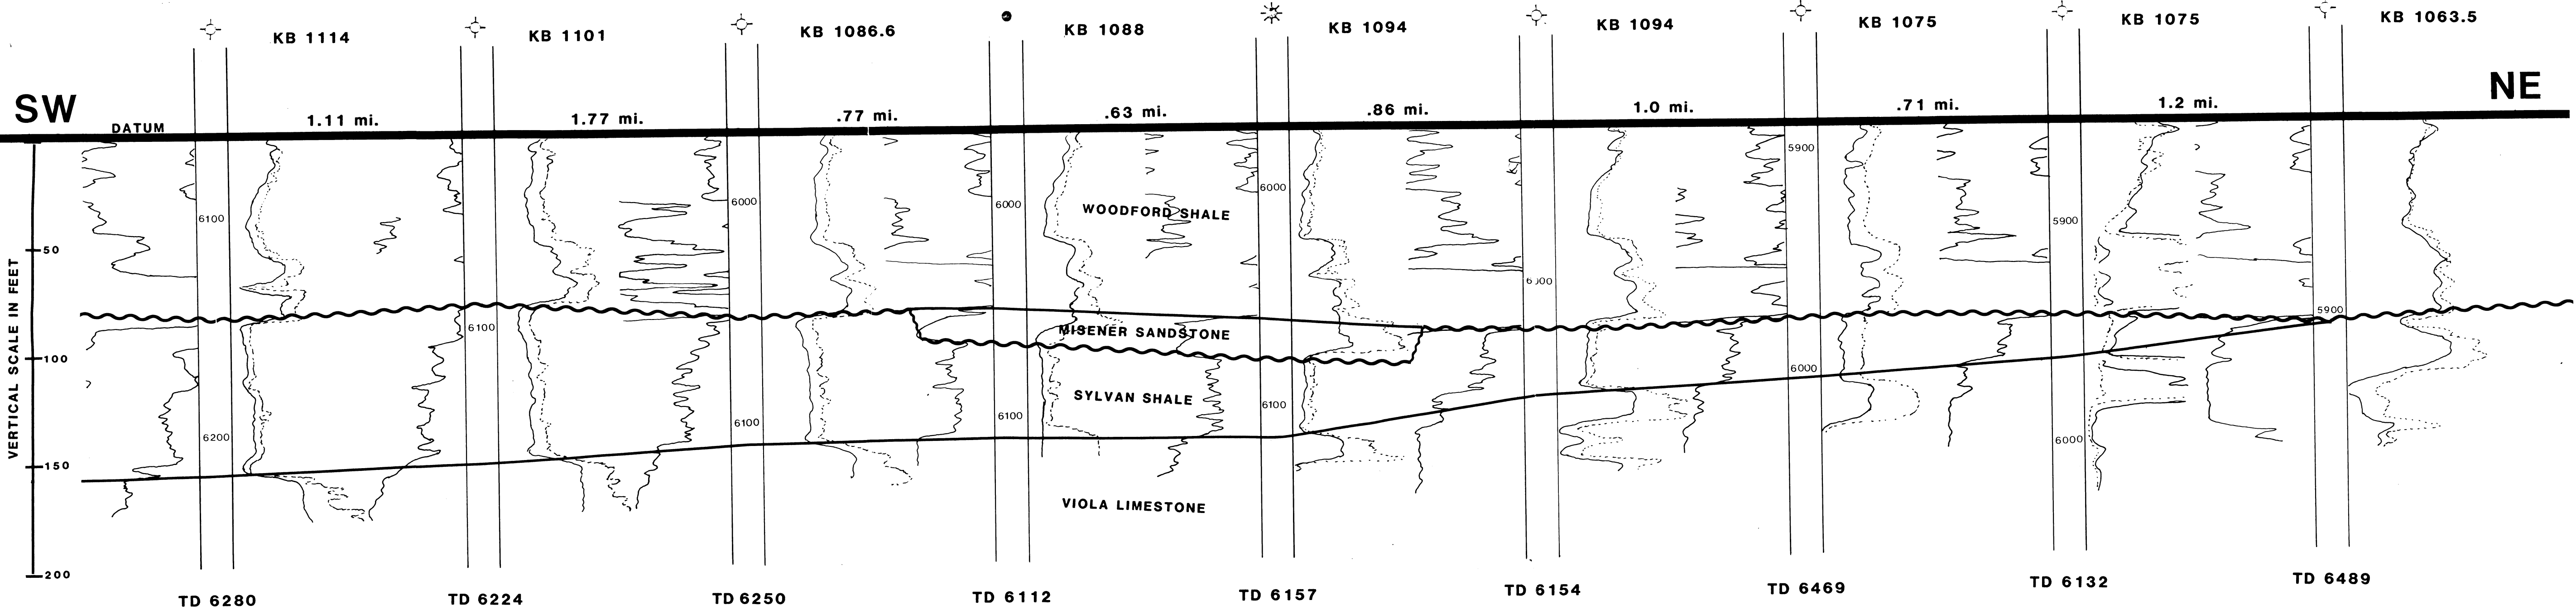 KB 1114
KB 1101
KB 1086.6
KB 1088
KB 1094
KB 1094
KB 1075
KB 1075
KB 1063.5
SW
NE
DATUM
1.11 mi.
1.77 mi.
.77 mi.
.63 mi.
.86 mi.
1.0 mi.
.71 mi.
1.2 mi.
VERTICAL SCALE IN FEET
50
100
150
200
6100
6200
6100
6000
6100
6000
6100
6000
6100
5900
6000
5900
6000
5900
WOODFORD SHALE
MISENER SANDSTONE
SYLVAN SHALE
VIOLA LIMESTONE
TD 6280
TD 6224
TD 6250
TD 6112
TD 6157
TD 6154
TD 6469
TD 6132
TD 6489